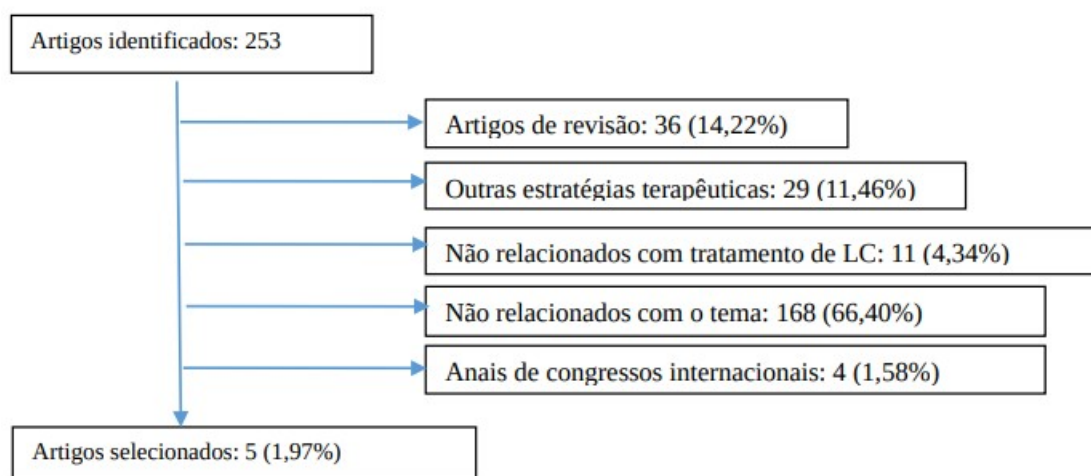 Artigos identificados: 253
Artigos de revisão: 36 (14,22%)
Outras estratégias terapêuticas: 29 (11,46%)
Não relacionados com tratamento de LC: 11 (4,34%)
Não relacionados com o tema: 168 (66,40%)
Anais de congressos internacionais: 4 (1,58%)
Artigos selecionados: 5 (1,97%)